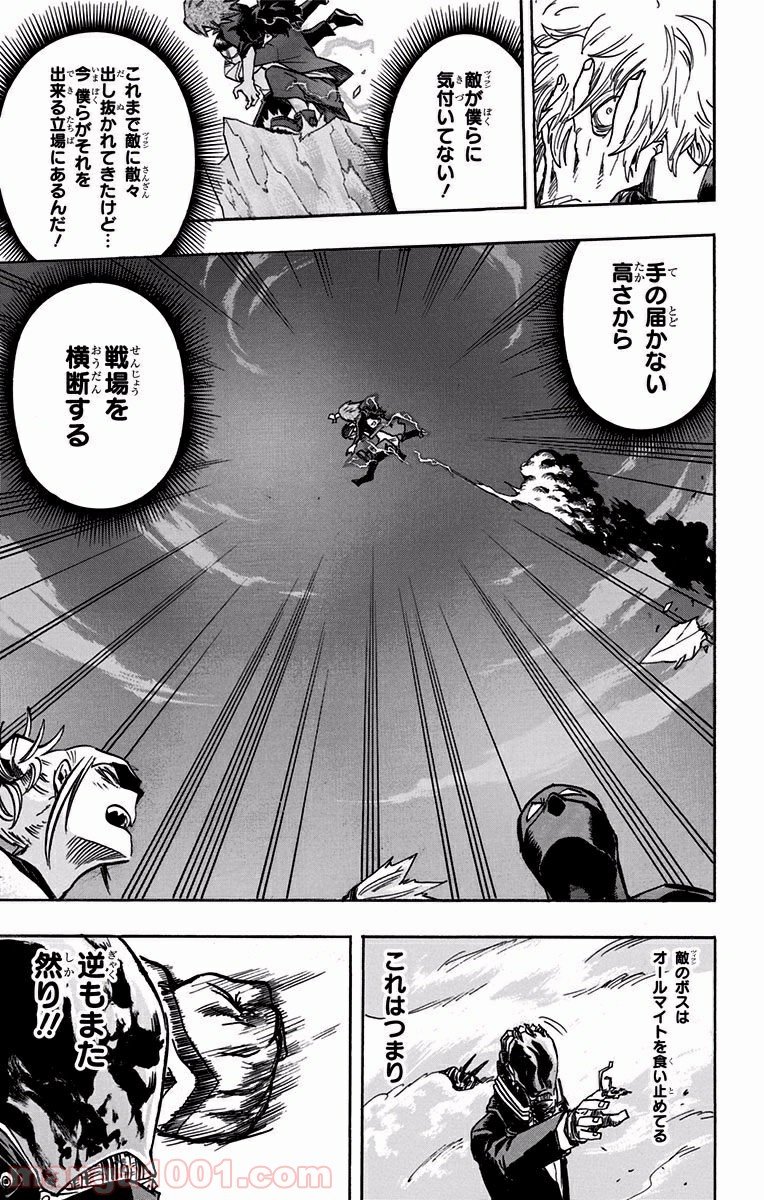 敵が僕らに
気付いてない!
これまで敵に散々
出し抜かれてきたけど…
今 僕らがそれを
出来る立場にあるんだ!
手の届かない
高さから
戦場を
横断する
敵のボスは
オールマイトを食い止めてる
これはつまり
逆もまた
然り!!